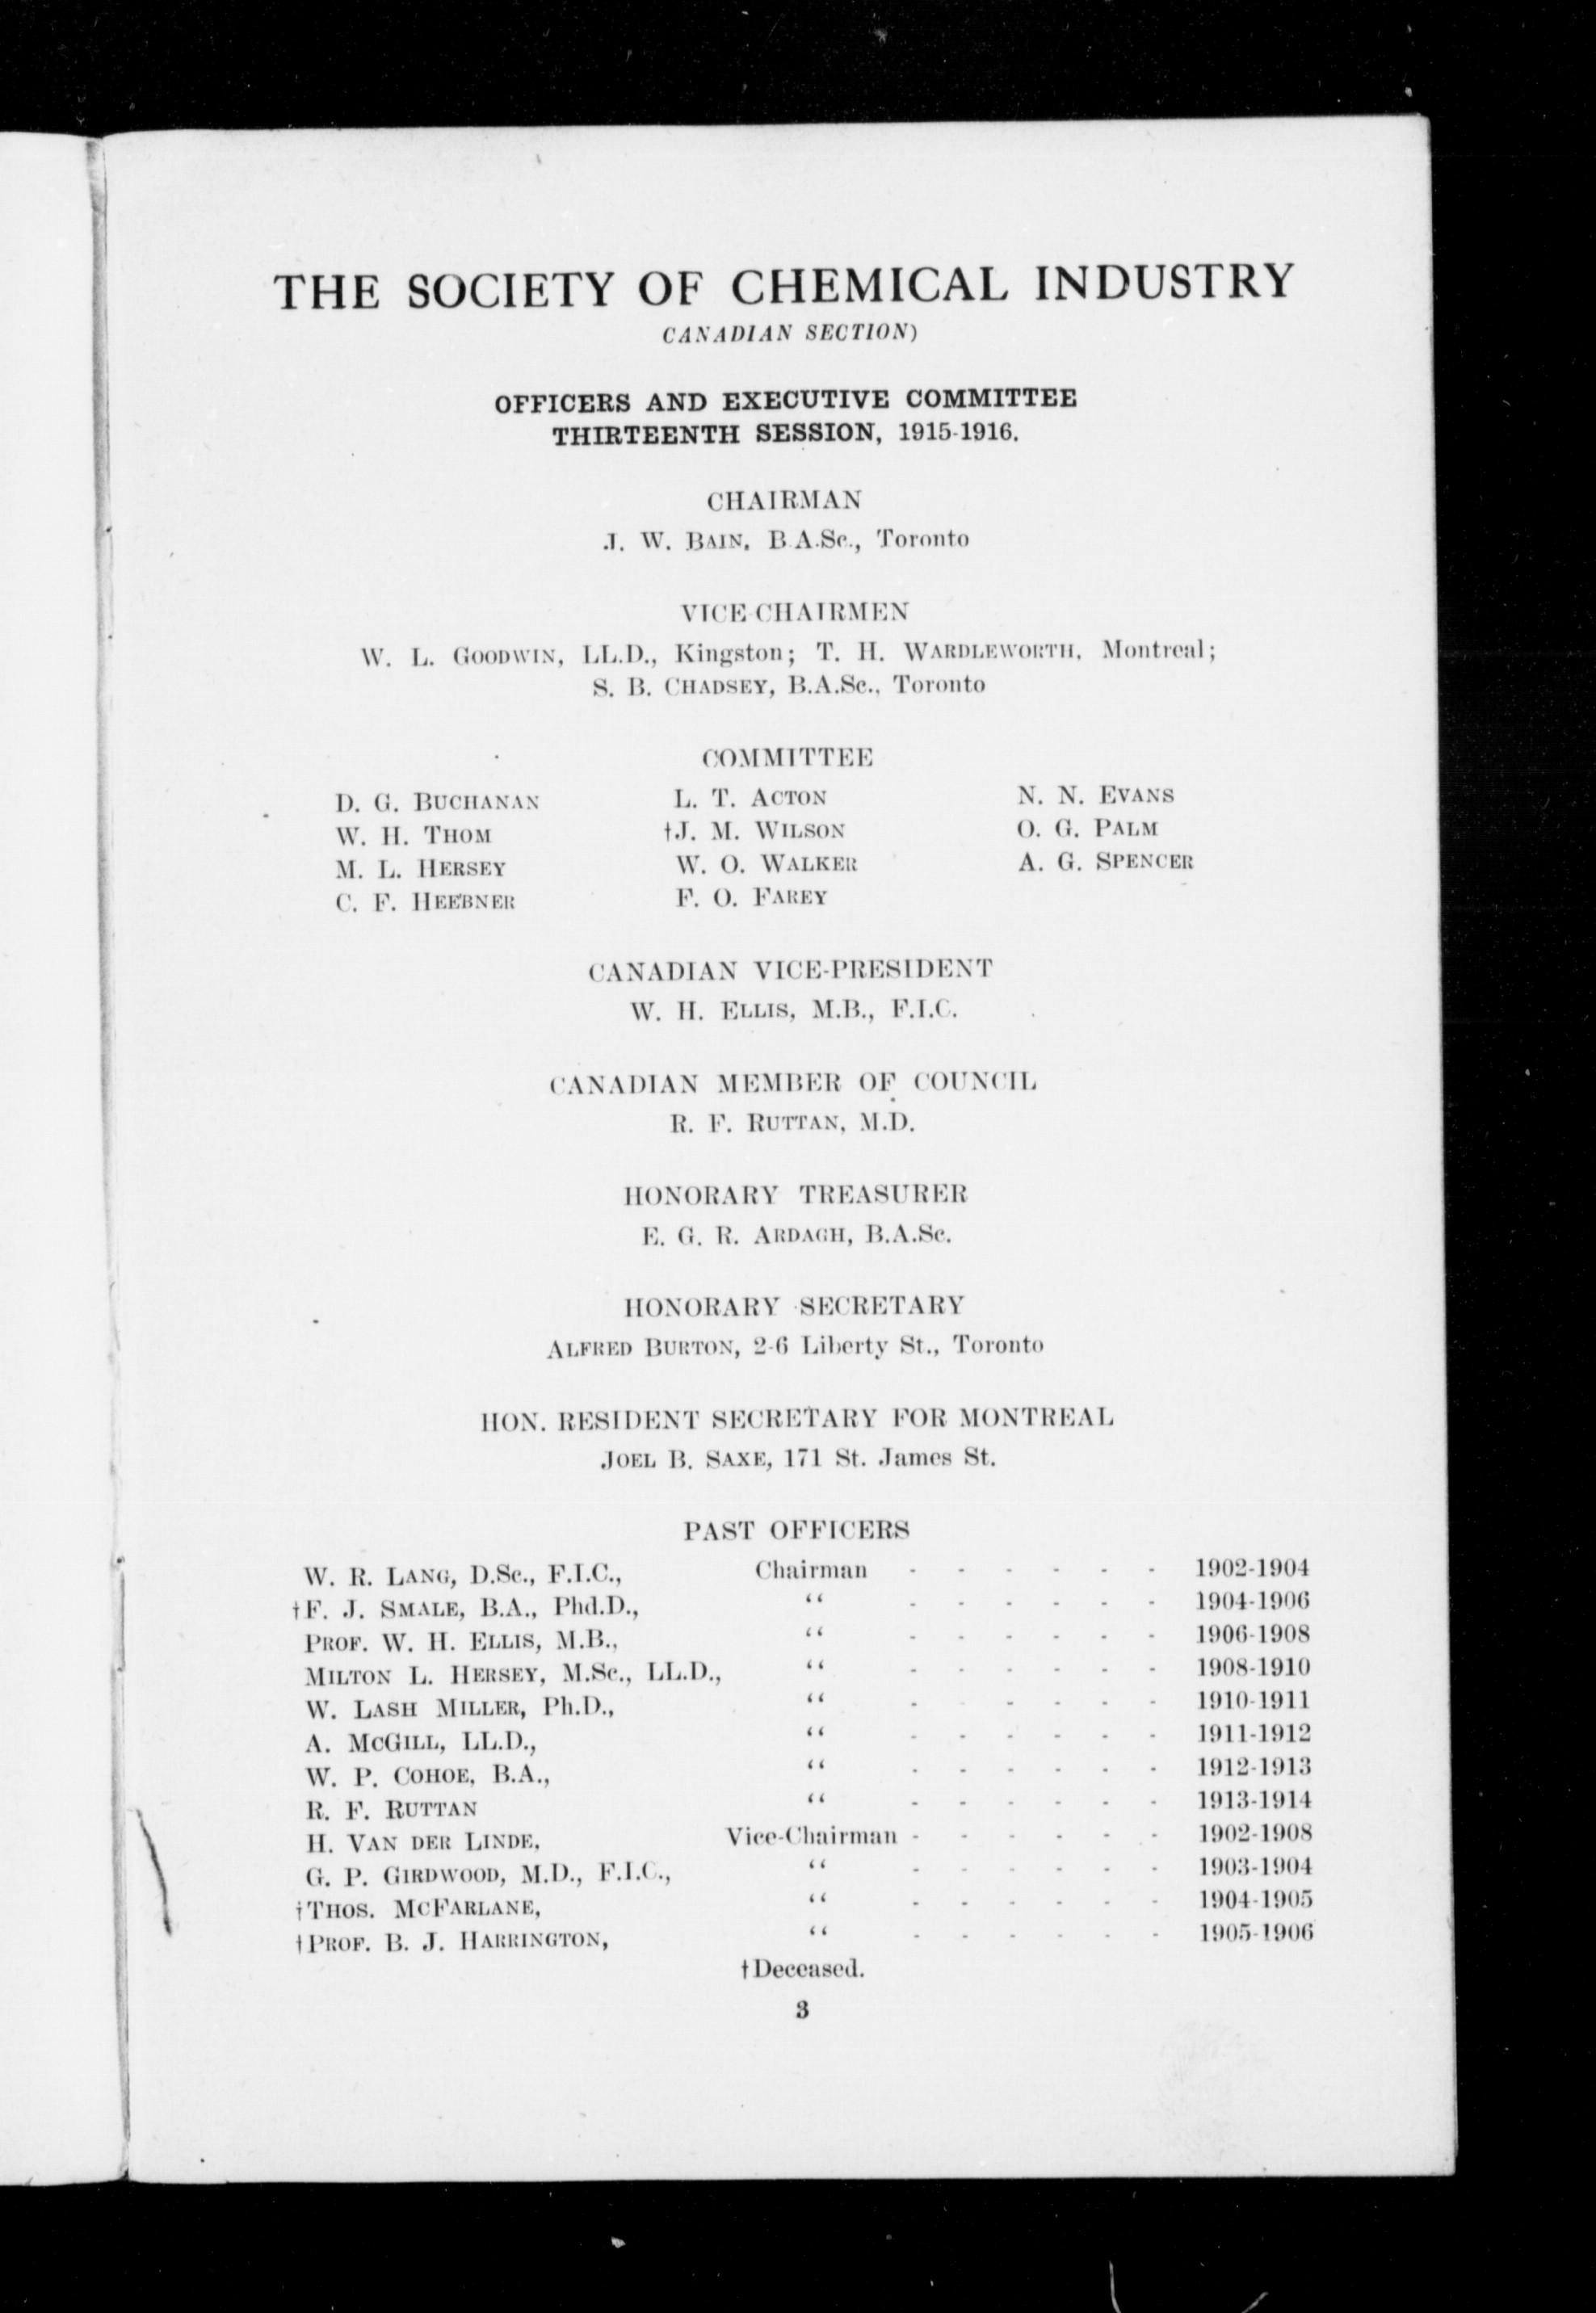 THE SOCIETY OF CHEMICAL INDUSTRY
CANADIAN SECTION)
OFFICERS AND EXECUTIVE COMMITTEE
THIRTEENTH SESSION, 1915-1916.
CHAIRMAN
J. W. BAIN, B.A.Sc., Toronto
VICE-CHAIRMEN
W. L. GOODWIN, LL.D., Kingston; T. H. WARDLEWORTH, Montreal;
S. B. CHADSEY, B.A.Sc., Toronto
COMMITTEE
D. G. BUCHANAN L. T. ACTON N. N. EVANS
W. H. THOM †J. M. WILSON O. G. PALM
M. L. HERSEY W. O. WALKER A. G. SPENCER
C. F. HEEBNER F. O. FAREY
CANADIAN VICE-PRESIDENT
W. H. ELLIS, M.B., F.I.C.
CANADIAN MEMBER OF COUNCIL
R. F. RUTTAN, M.D.
HONORARY TREASURER
E. G. R. ARDAGH, B.A.Sc.
HONORARY SECRETARY
ALFRED BURTON, 2-6 Liberty St., Toronto
HON. RESIDENT SECRETARY FOR MONTREAL
JOEL B. SAXE, 171 St. James St.
PAST OFFICERS
W. R. LANG, D.Sc., F.I.C., Chairman - - - - - - 1902-1904
†F. J. SMALE, B.A., Phd.D., “ - - - - - - 1904-1906
PROF. W. H. ELLIS, M.B., “ - - - - - - 1906-1908
MILTON L. HERSEY, M.Sc., LL.D., “ - - - - - - 1908-1910
W. LASH MILLER, Ph.D., “ - - - - - 1910-1911
A. MCGILL, LL.D., “ - - - - - - 1911-1912
W. P. COHOE, B.A., “ - - - - - - 1912-1913
R. F. RUTTAN “ - - - - - - 1913-1914
H. VAN DER LINDE, Vice-Chairman - - - - - - 1902-1908
G. P. GIRDWOOD, M.D., F.I.C., “ - - - - - - 1903-1904
†THOS. MCFARLANE, “ - - - - - - 1904-1905
†PROF. B. J. HARRINGTON, “ - - - - - - 1905-1906
†Deceased.
3